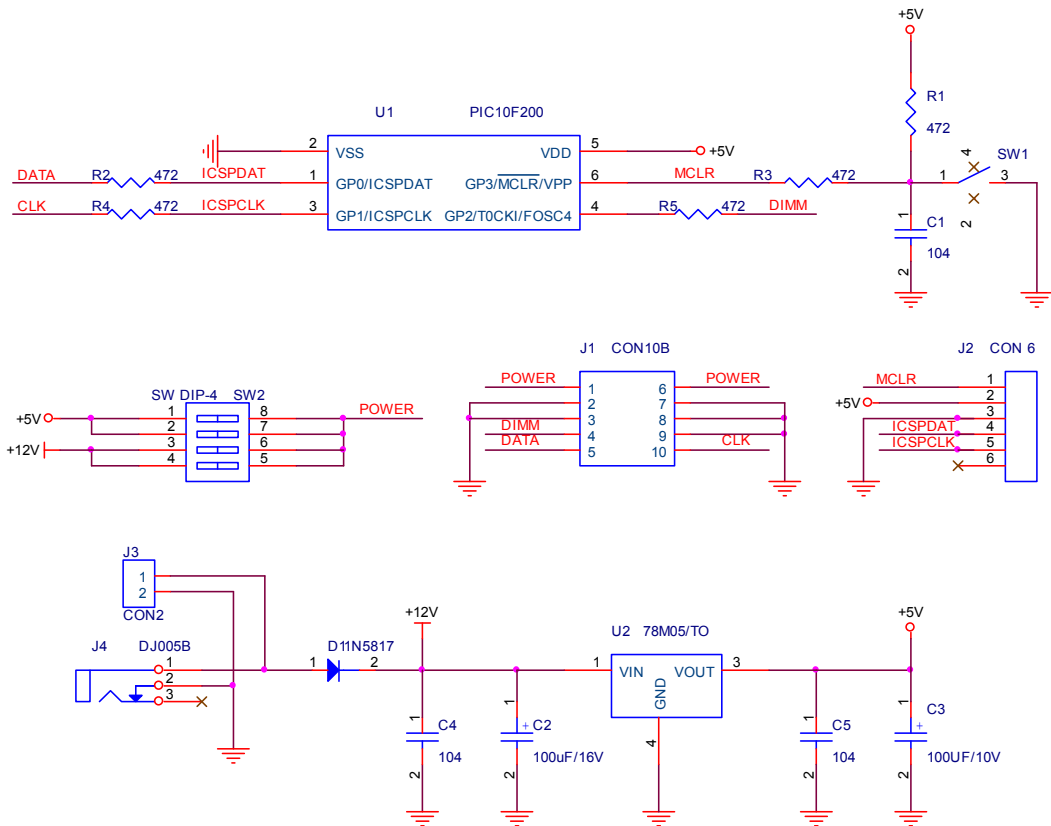 +5V
U1 PIC10F200
R1
472
2 VSS VDD 5 +5V
DATA R2 472 ICSPDAT 1 GP0/ICSPDAT GP3/MCLR/VPP 6 MCLR R3 472
CLK R4 472 ICSPCLK 3 GP1/ICSPCLK GP2/T0CKI/FOSC4 4 R5 472 DIMM
4 SW1
1 3
2
1 C1
104
2
SW DIP-4 SW2
+5V 1 8 POWER
2 7
+12V 3 6
4 5
J1 CON10B
POWER 1 6 POWER
2 7
3 8
DIMM 4 9
DATA 5 10 CLK
J2 CON 6
MCLR 1
+5V 2
3
ICSPDAT 4
ICSPCLK 5
6
J3
1
2
CON2
J4 DJ005B
1
2
3
D11N5817
1 2
+12V
U2 78M05/TO
1 VIN VOUT 3
GND
4
+5V
1 C4
104
2
1 + C2
100uF/16V
2
1 C5
104
2
1 C3
+
100UF/10V
2